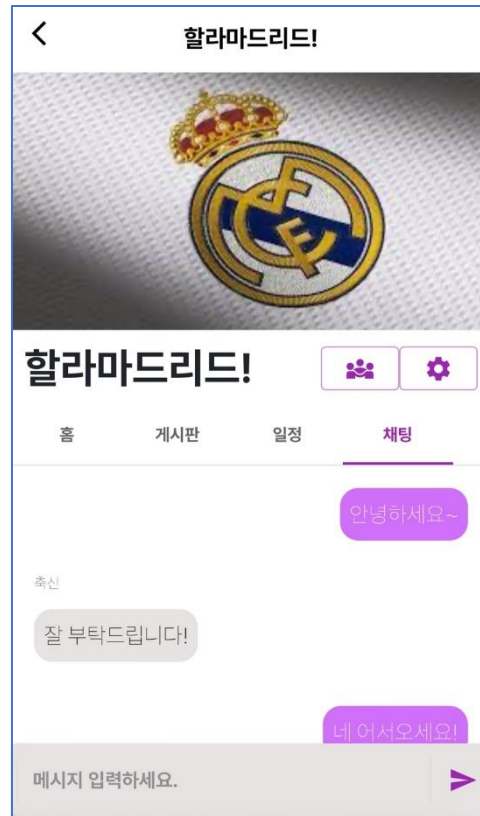 할라마드리드!
할라마드리드!
홈 게시판 일정 채팅
안녕하세요~
축신
잘 부탁드립니다!
네 어서오세요!
메시지 입력하세요.